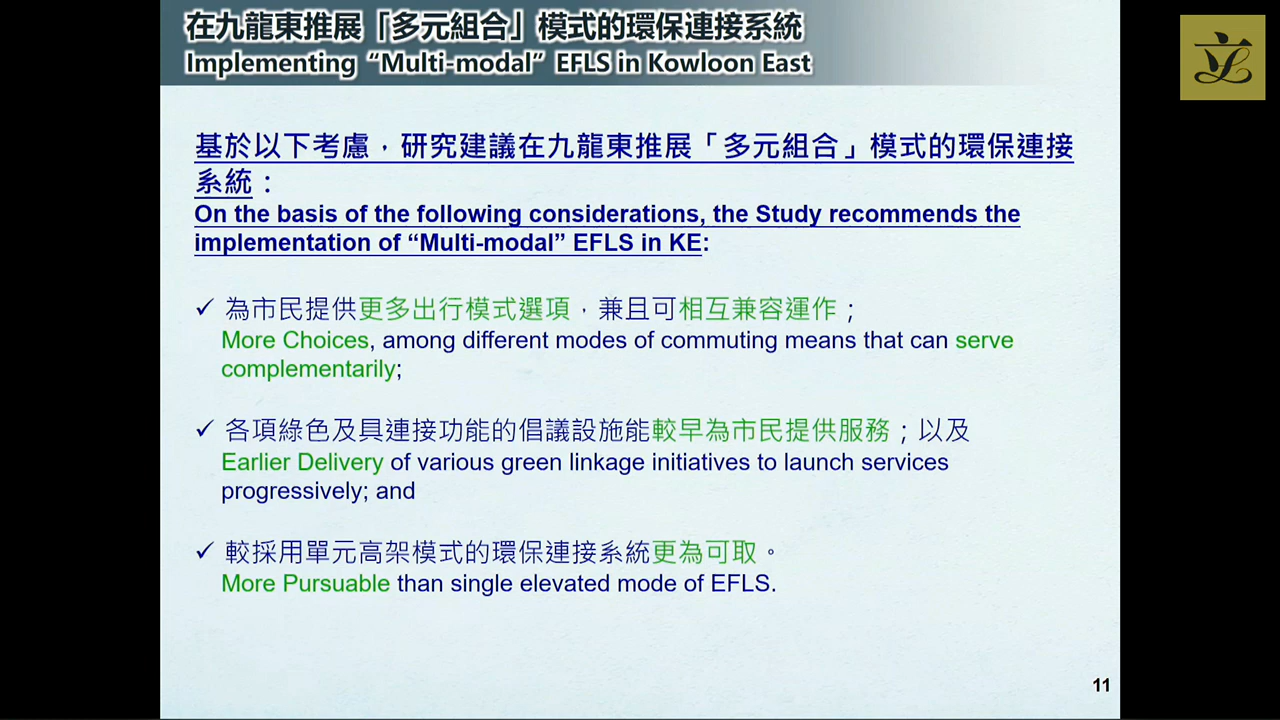 在九龍東推展「多元組合」模式的環保連接系統
Implementing “Multi-modal” EFLS in Kowloon East
基於以下考慮，研究建議在九龍東推展「多元組合」模式的環保連接
系統：
On the basis of the following considerations, the Study recommends the
implementation of “Multi-modal” EFLS in KE:
✓ 為市民提供更多出行模式選項，兼且可相互兼容運作；
More Choices, among different modes of commuting means that can serve
complementarily;
✓ 各項綠色及具連接功能的倡議設施能較早為市民提供服務；以及
Earlier Delivery of various green linkage initiatives to launch services
progressively; and
✓ 較採用單元高架模式的環保連接系統更為可取。
More Pursuable than single elevated mode of EFLS.
11